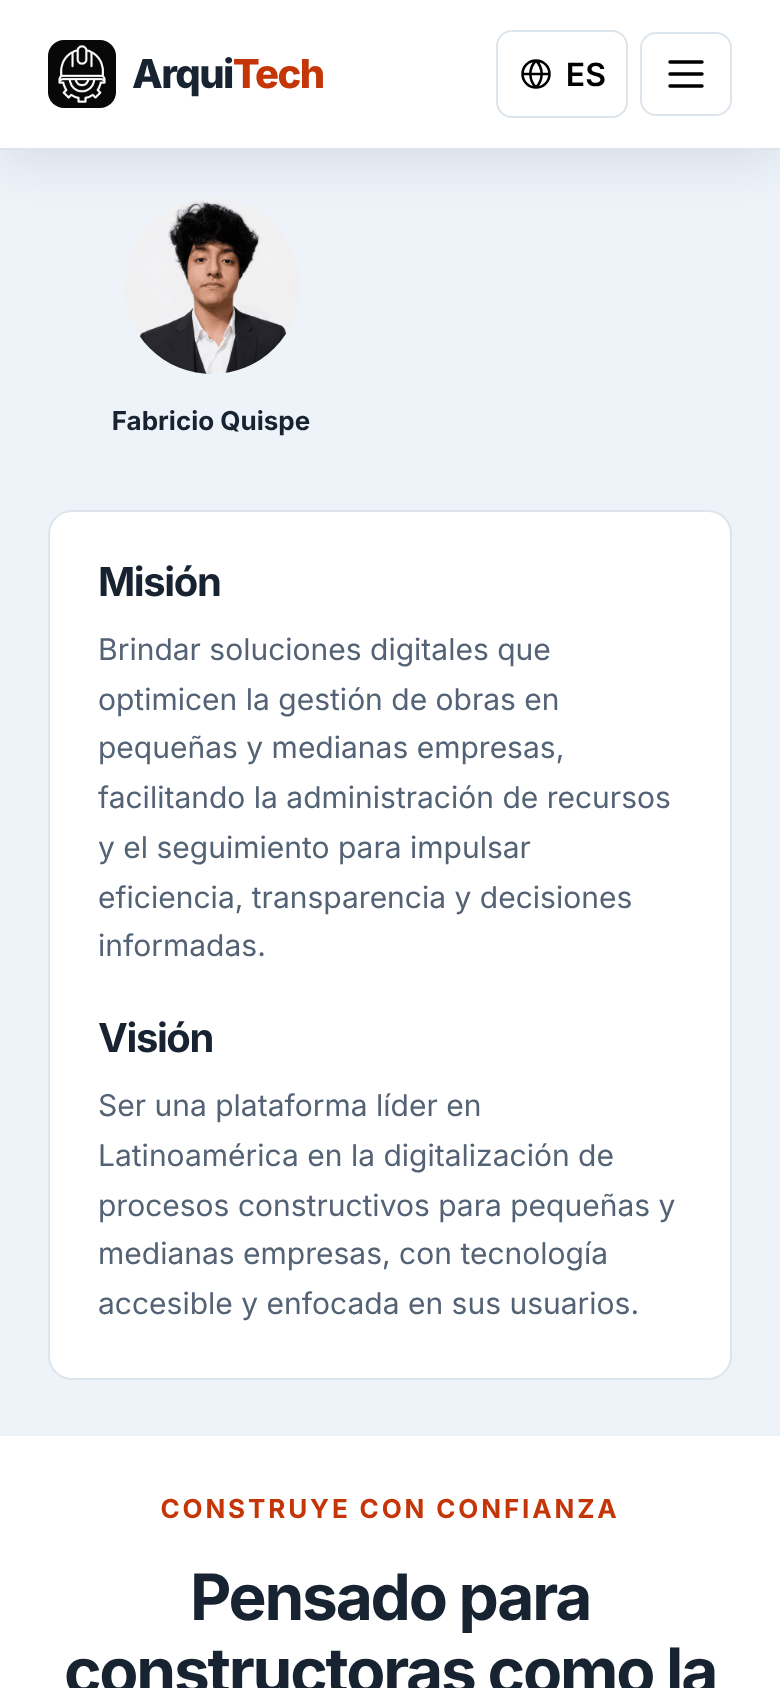 ArquiTech
ES
Fabricio Quispe
Misión
Brindar soluciones digitales que
optimicen la gestión de obras en
pequeñas y medianas empresas,
facilitando la administración de recursos
y el seguimiento para impulsar
eficiencia, transparencia y decisiones
informadas.
Visión
Ser una plataforma líder en
Latinoamérica en la digitalización de
procesos constructivos para pequeñas y
medianas empresas, con tecnología
accesible y enfocada en sus usuarios.
CONSTRUYE CON CONFIANZA
Pensado para
constructoras como la